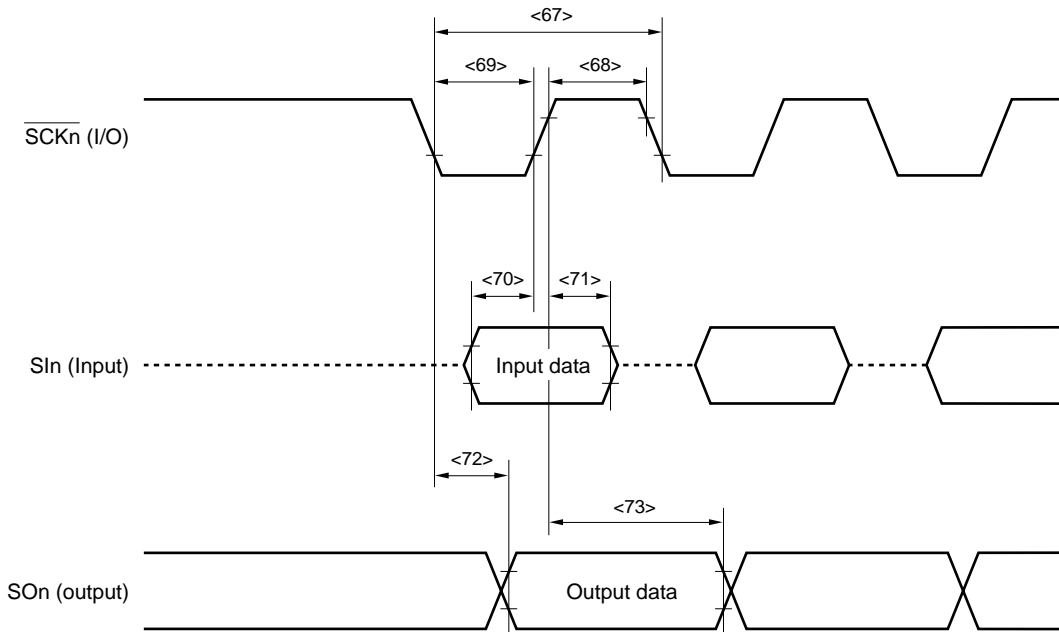 <67>
<69>
<68>
SCKn (I/O)
<70>
<71>
SIn (Input)
Input data
<72>
<73>
SOn (output)
Output data